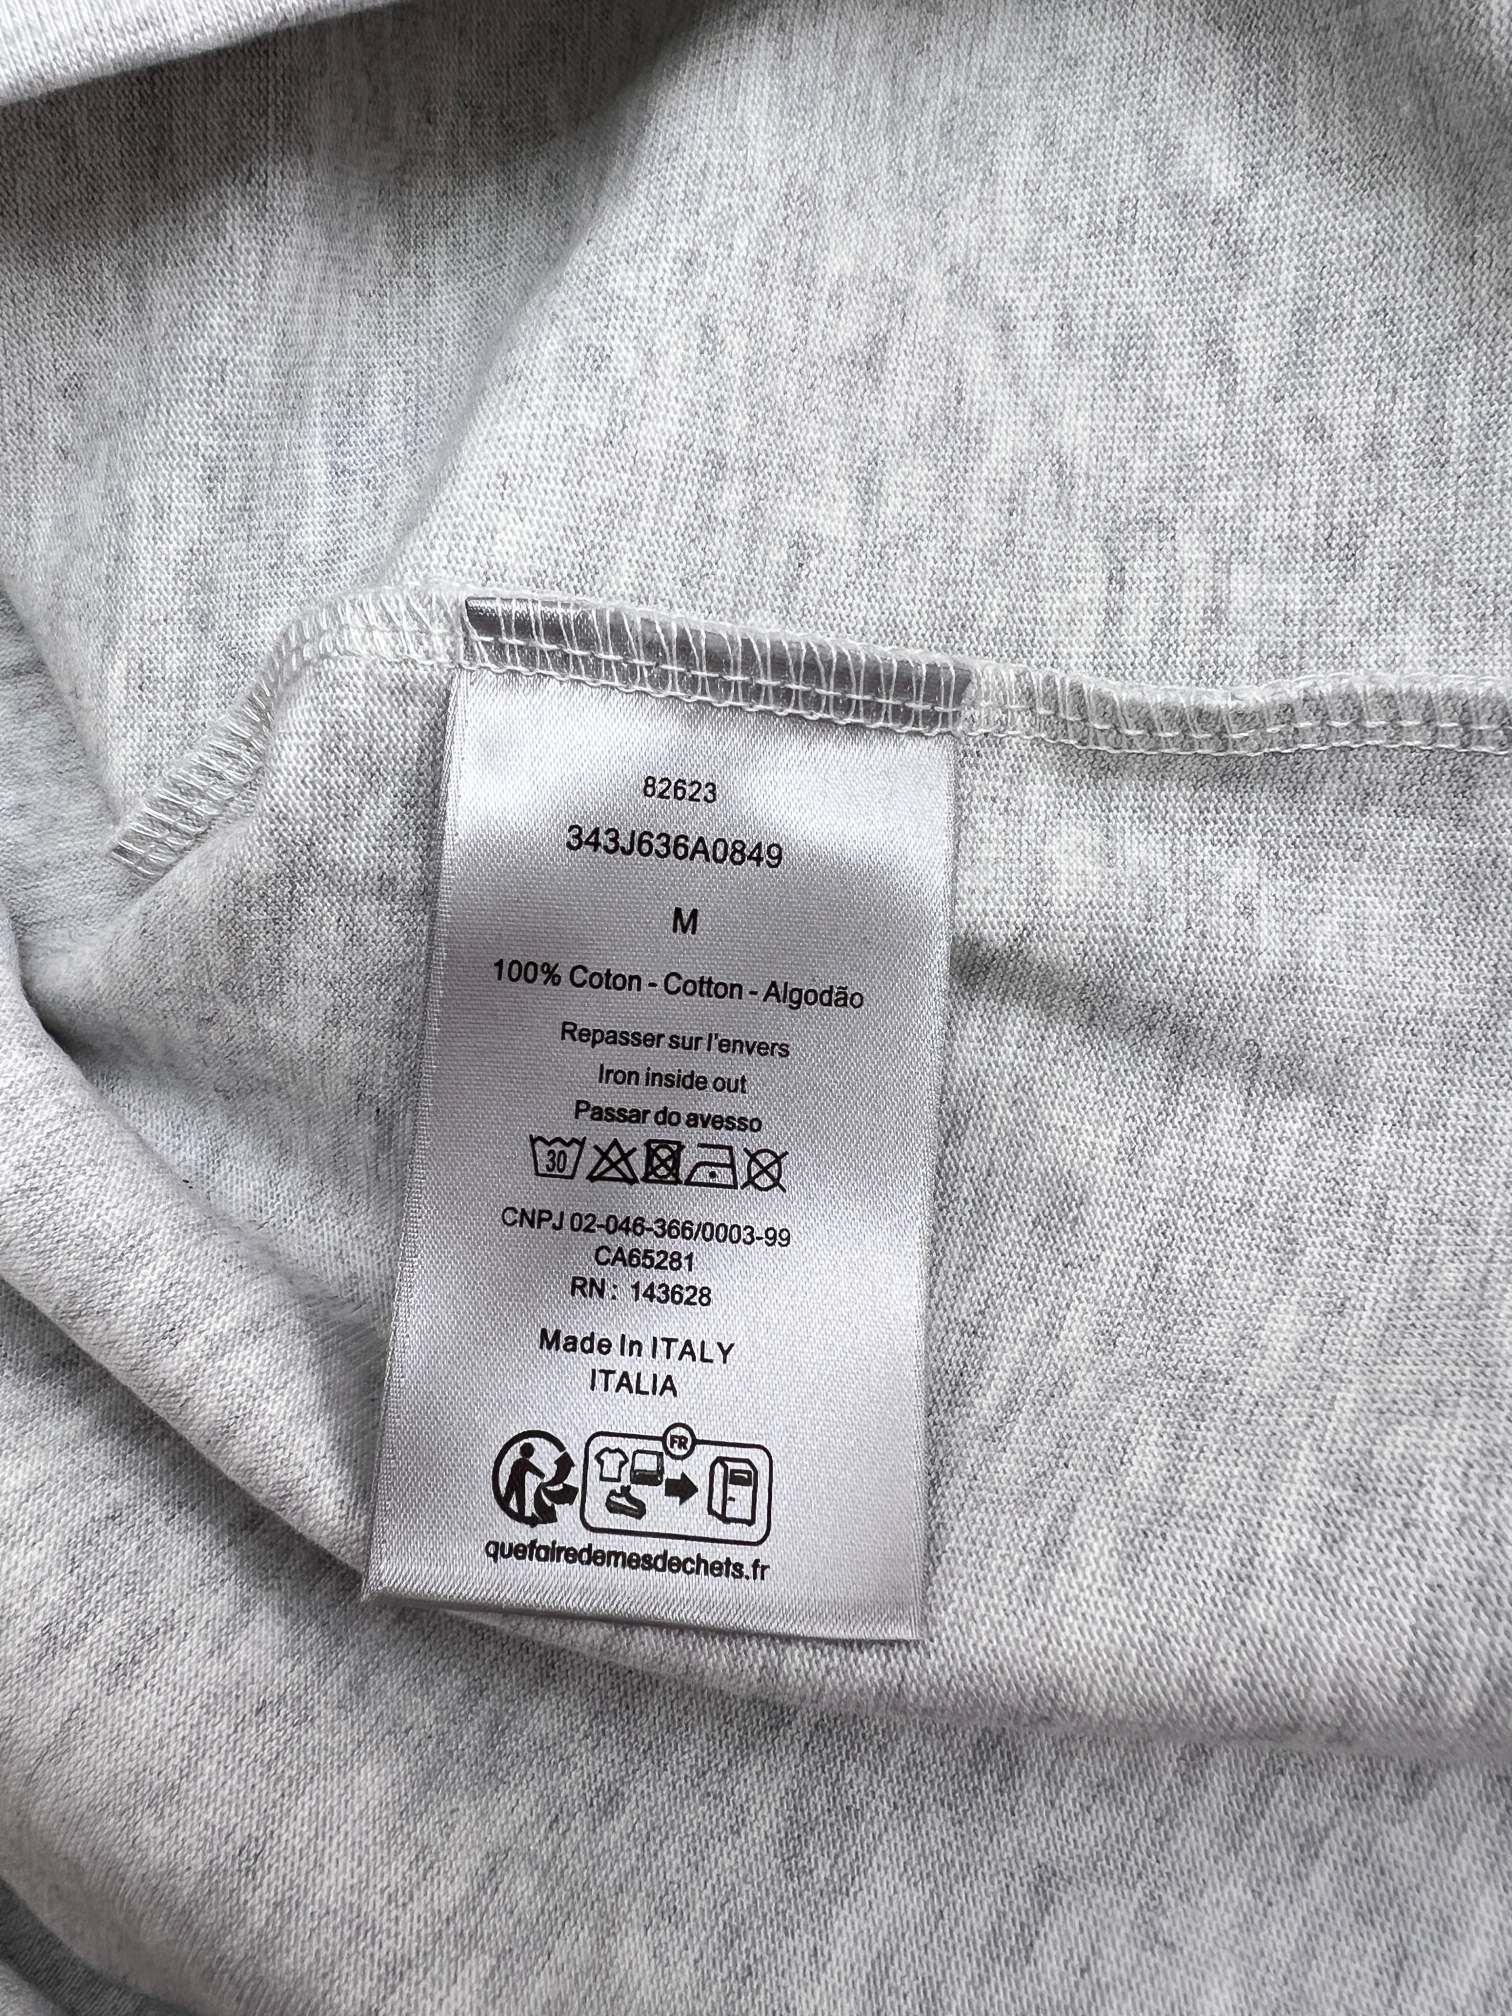 82623
343J636A0849
M
100% Coton - Cotton - Algodão
Repasser sur l'envers
Iron inside out
Passar do avesso
30
CNPJ 02-046-366/0003-99
CA65281
RN : 143628
Made In ITALY
ITALIA
FR
quefairedemesdechets.fr